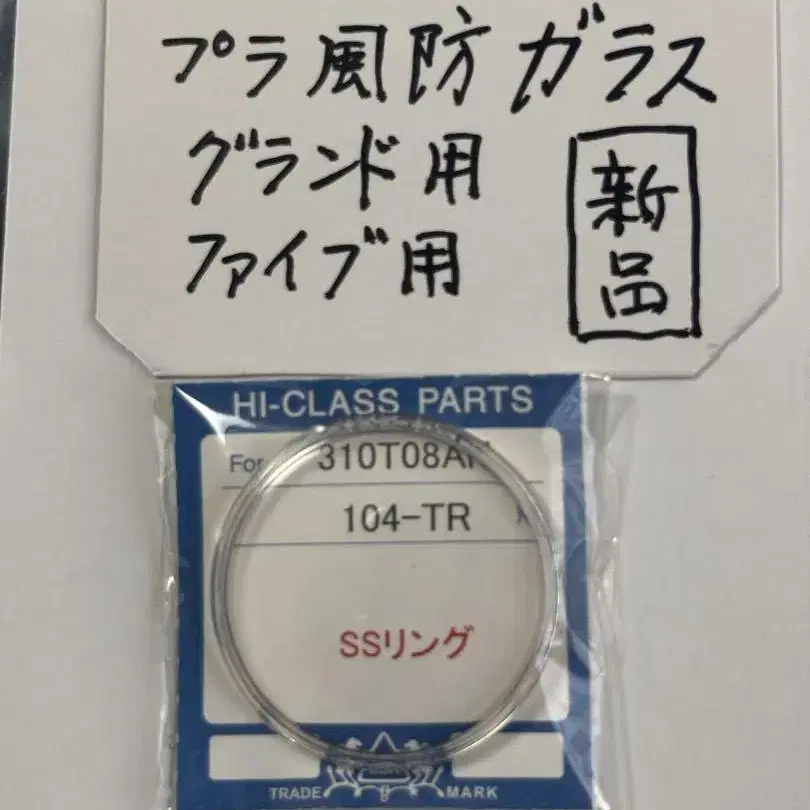 プラ風防ガラス
グランド用
ファイブ用
新品
HI-CLASS PARTS
For 310T08A
104-TR
SSリング
TRADE MARK